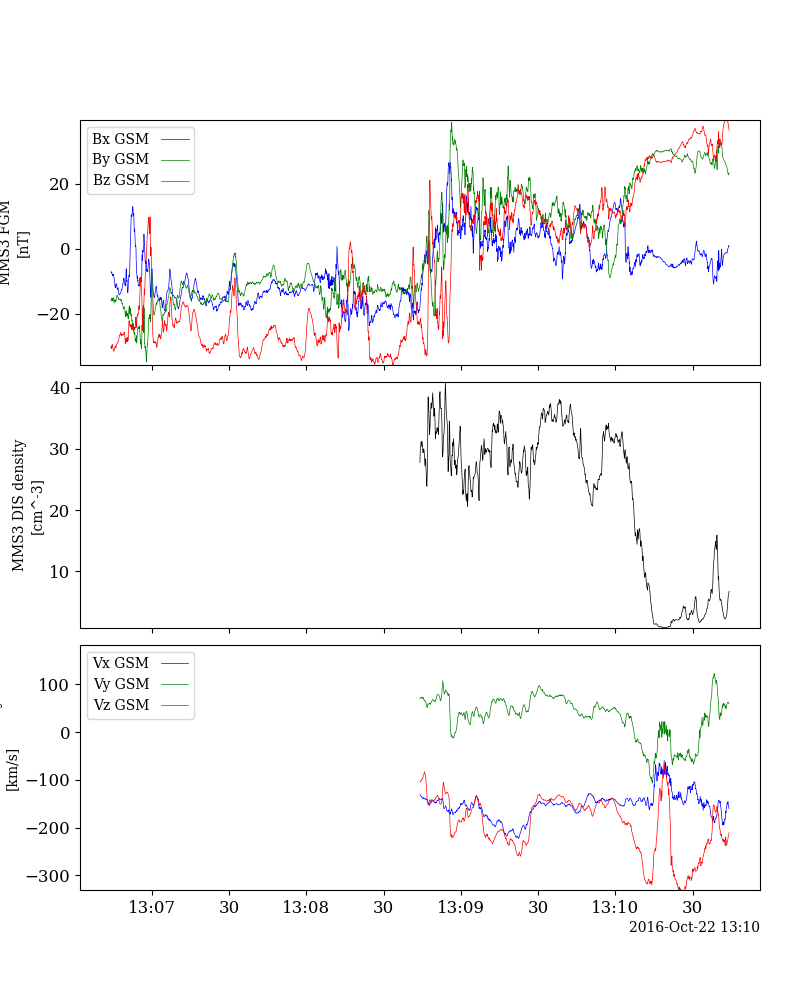 MMS3 FGM
[nT]
Bx GSM
By GSM
Bz GSM
20
0
−20
MMS3 DIS density
[cm^-3]
40
30
20
10
[km/s]
Vx GSM
Vy GSM
Vz GSM
100
0
−100
−200
−300
13:07 30 13:08 30 13:09 30 13:10 30
2016-Oct-22 13:10